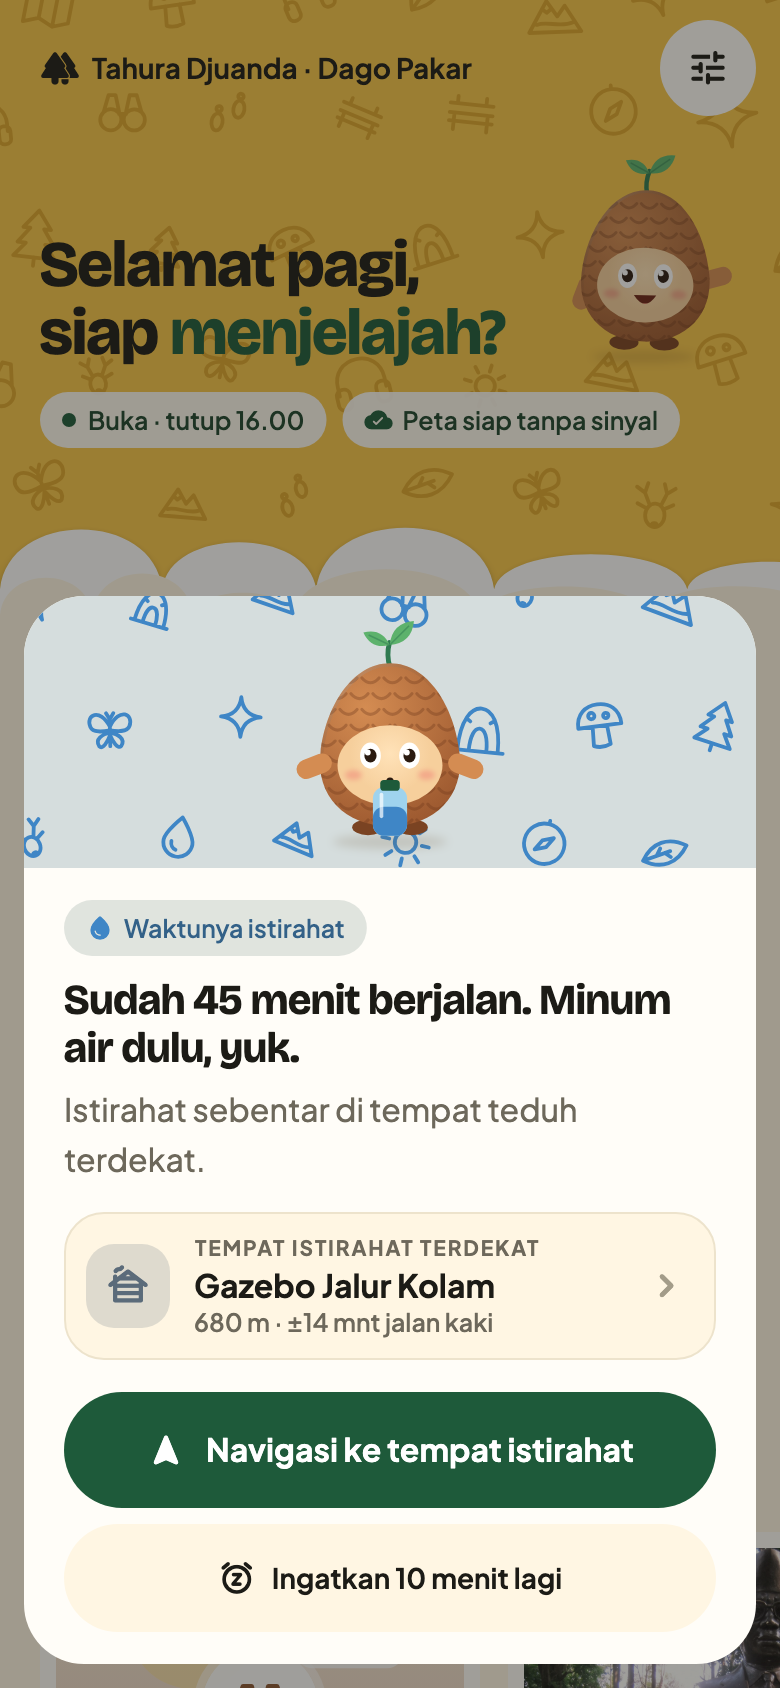 Tahura Djuanda · Dago Pakar
Selamat pagi,
siap menjelajah?
Buka · tutup 16.00
Peta siap tanpa sinyal
Waktunya istirahat
Sudah 45 menit berjalan. Minum
air dulu, yuk.
Istirahat sebentar di tempat teduh
terdekat.
TEMPAT ISTIRAHAT TERDEKAT
Gazebo Jalur Kolam
680 m · ±14 mnt jalan kaki
Navigasi ke tempat istirahat
Ingatkan 10 menit lagi